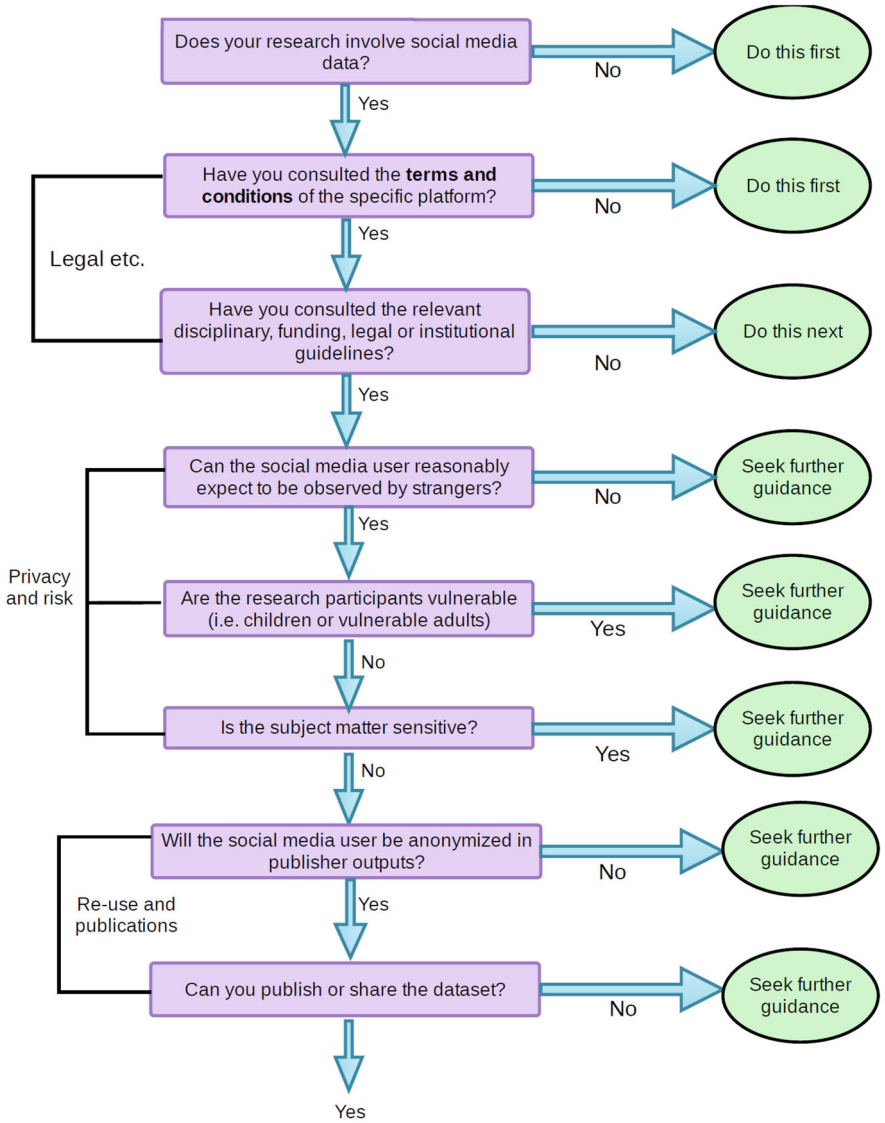 Does your research involve social media
data?
No
Do this first
Yes
Have you consulted the terms and
conditions of the specific platform?
No
Do this first
Yes
Legal etc.
Have you consulted the relevant
disciplinary, funding, legal or institutional
guidelines?
No
Do this next
Yes
Can the social media user reasonably
expect to be observed by strangers?
No
Seek further
guidance
Yes
Privacy
and risk
Are the research participants vulnerable
(i.e. children or vulnerable adults)
Yes
Seek further
guidance
No
Is the subject matter sensitive?
Yes
Seek further
guidance
No
Will the social media user be anonymized in
publisher outputs?
No
Seek further
guidance
Re-use and
publications
Yes
Can you publish or share the dataset?
No
Seek further
guidance
Yes